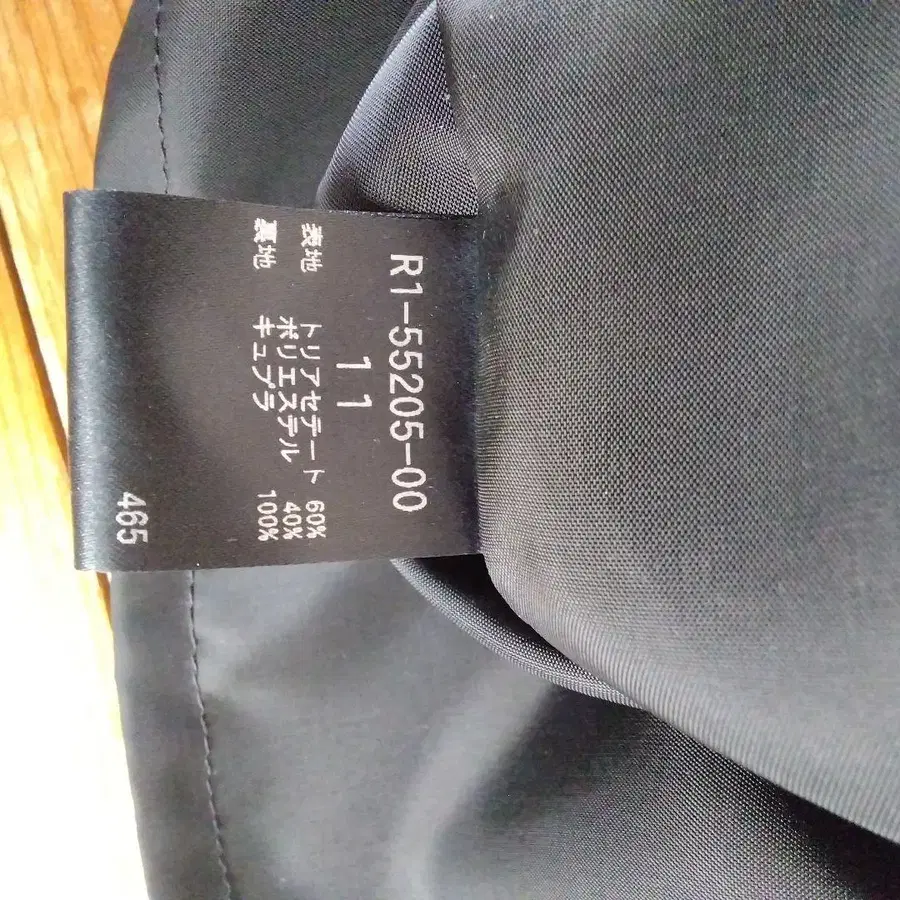 R1-55205-00
11
表地 トリアセテート 60%
ポリエステル 40%
裏地 キュプラ 100%
465